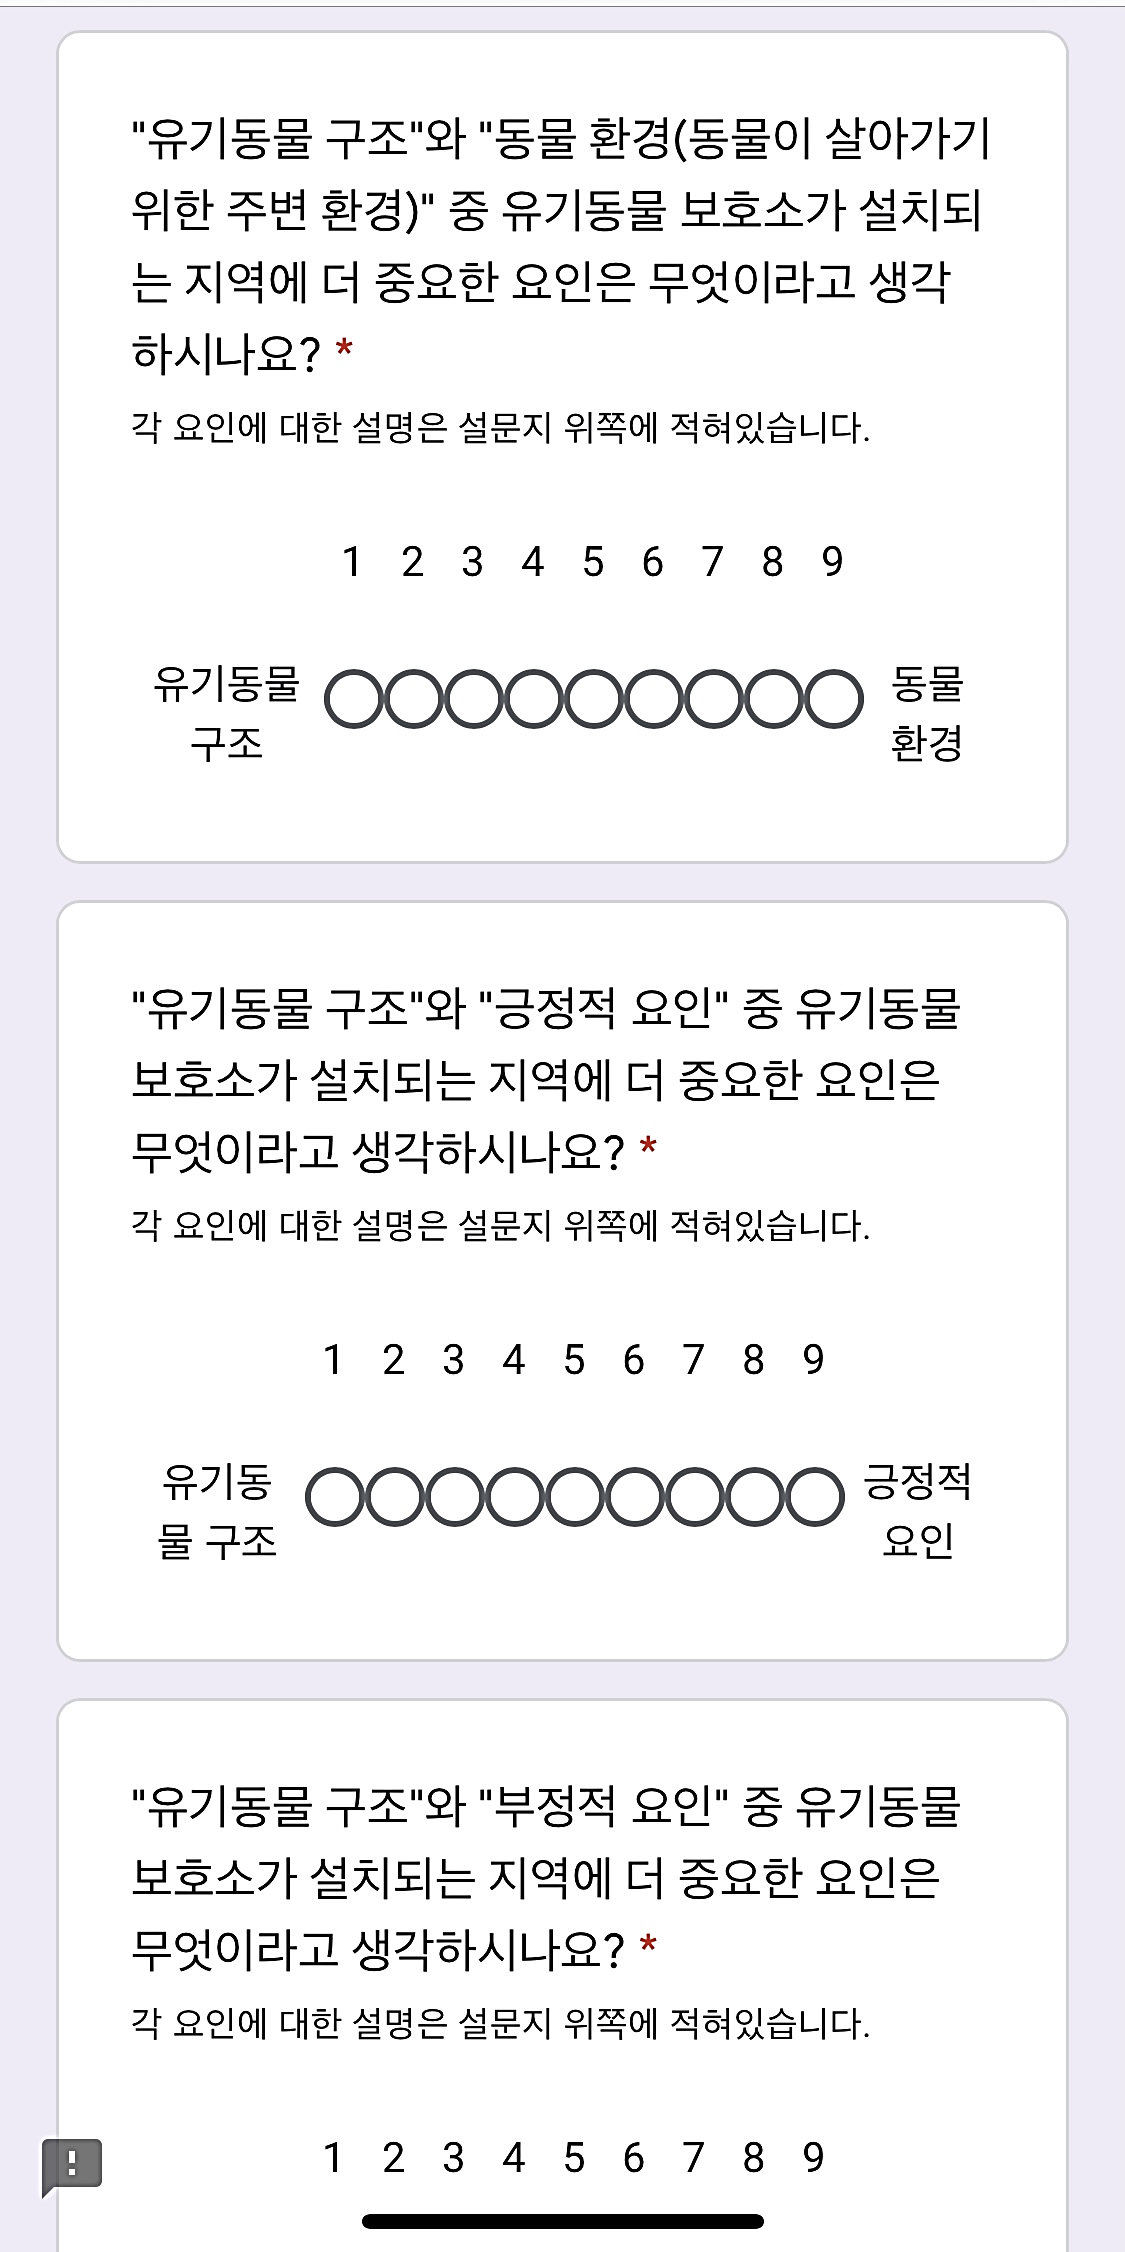 "유기동물 구조"와 "동물 환경(동물이 살아가기
위한 주변 환경)" 중 유기동물 보호소가 설치되
는 지역에 더 중요한 요인은 무엇이라고 생각
하시나요? *
각 요인에 대한 설명은 설문지 위쪽에 적혀있습니다.
1 2 3 4 5 6 7 8 9
유기동물
구조
동물
환경
"유기동물 구조"와 "긍정적 요인" 중 유기동물
보호소가 설치되는 지역에 더 중요한 요인은
무엇이라고 생각하시나요? *
각 요인에 대한 설명은 설문지 위쪽에 적혀있습니다.
1 2 3 4 5 6 7 8 9
유기동
물 구조
긍정적
요인
"유기동물 구조"와 "부정적 요인" 중 유기동물
보호소가 설치되는 지역에 더 중요한 요인은
무엇이라고 생각하시나요? *
각 요인에 대한 설명은 설문지 위쪽에 적혀있습니다.
1 2 3 4 5 6 7 8 9